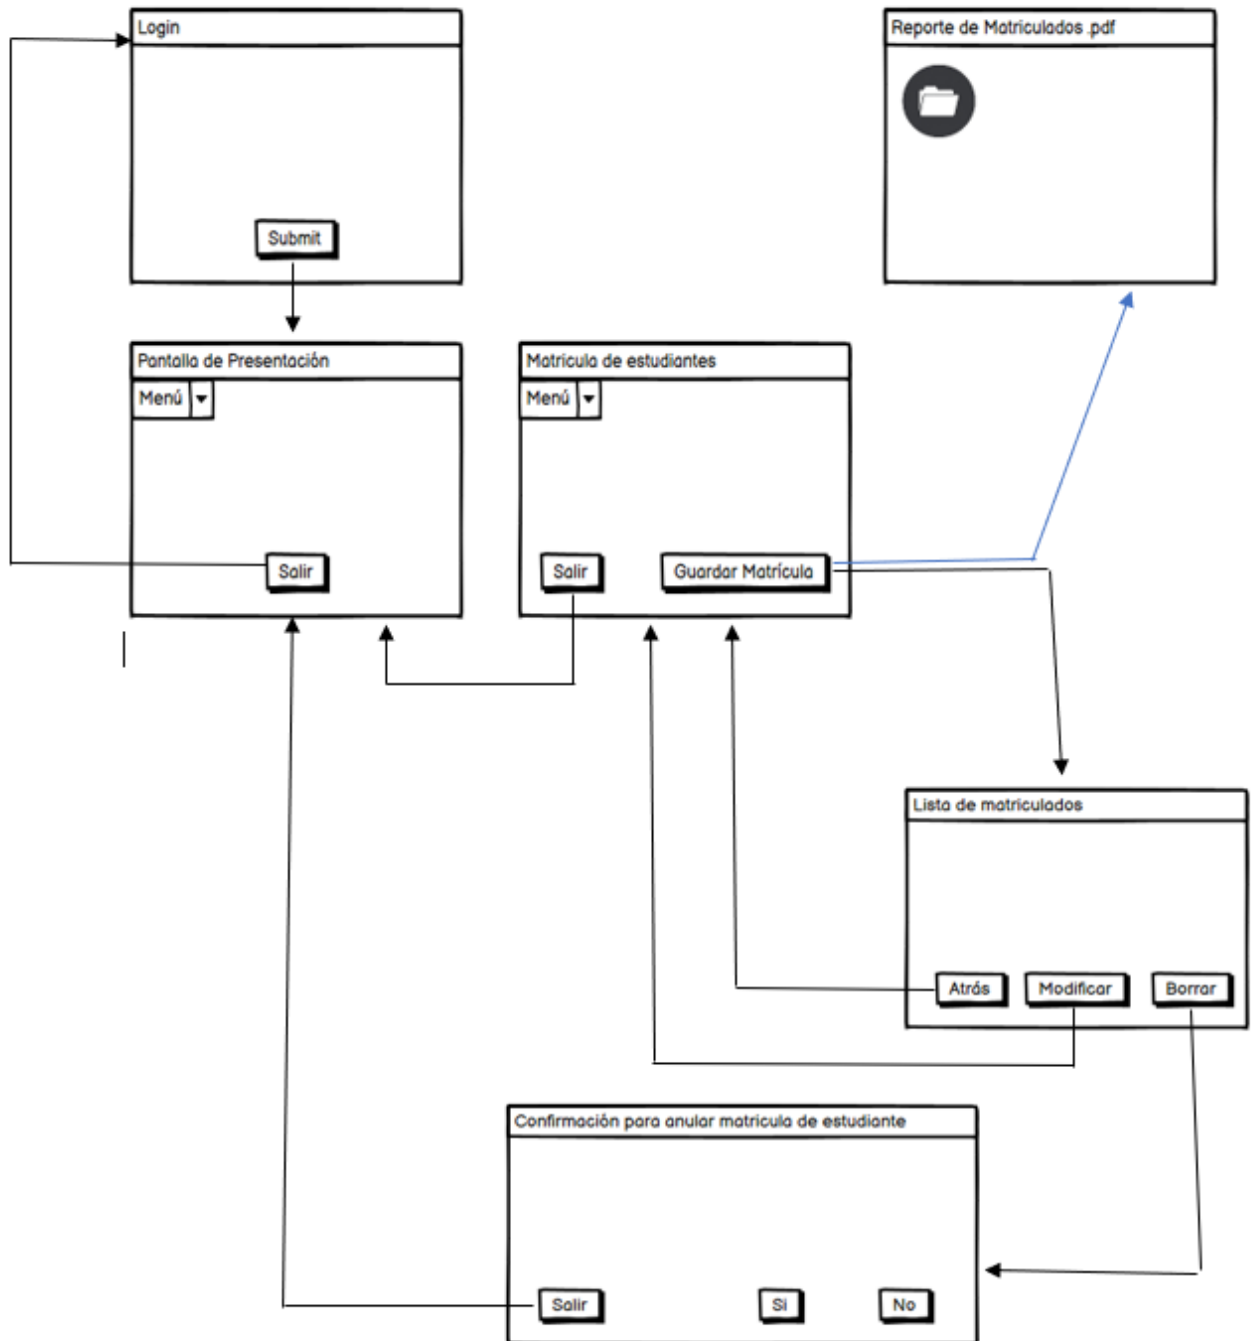 Login
Reporte de Matriculados .pdf
Submit
Pantalla de Presentación
Menú
Salir
Matricula de estudiantes
Menú
Salir
Guardar Matrícula
Lista de matriculados
Atrás
Modificar
Borrar
Confirmación para anular matricula de estudiante
Salir
Si
No